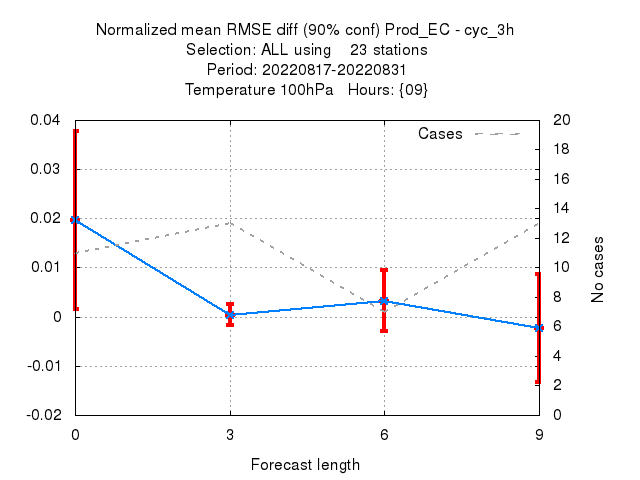 Normalized mean RMSE diff (90% conf) Prod_EC - cyc_3h
Selection: ALL using    23 stations
Period: 20220817-20220831
Temperature 100hPa   Hours: {09}
Cases
0.04
0.03
0.02
0.01
0
-0.01
-0.02
20
18
16
14
12
10
8
6
4
2
0
No cases
0 3 6 9
Forecast length